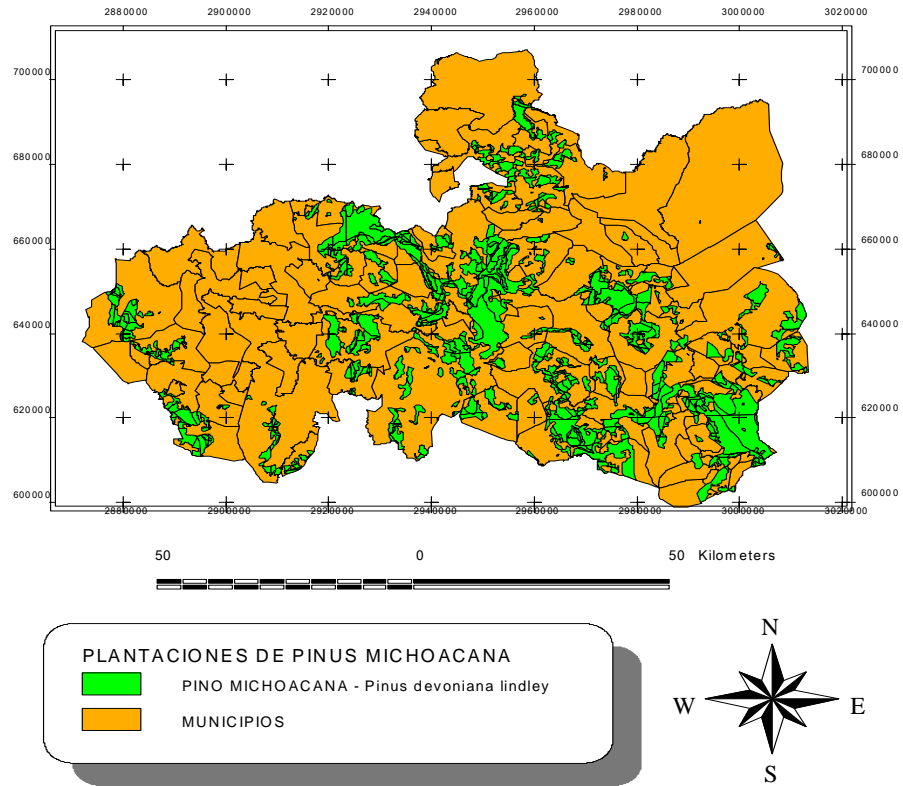 2880000 2900000 2920000 2940000 2960000 2980000 3000000 3020000
700000 700000
680000 680000
660000 660000
640000 640000
620000 620000
600000 600000
2880000 2900000 2920000 2940000 2960000 2980000 3000000 3020000
50 0 50 Kilometers
PLANTACIONES DE PINUS MICHOACANA
PINO MICHOACANA - Pinus devoniana lindley
MUNICIPIOS
N
W E
S